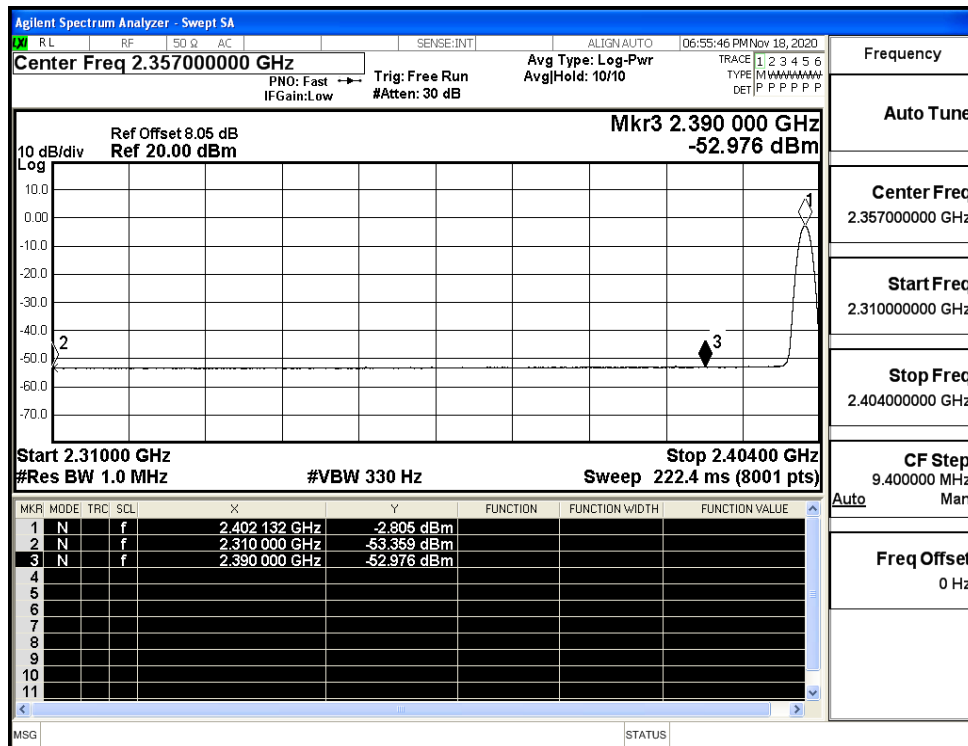 Agilent Spectrum Analyzer - Swept SA
LXI RL RF 50 Ω AC SENSE:INT ALIGN AUTO 06:55:46 PM Nov 18, 2020
Center Freq 2.357000000 GHz
PNO: Fast
IFGain:Low
Trig: Free Run
#Atten: 30 dB
Avg Type: Log-Pwr
Avg|Hold: 10/10
TRACE 1 2 3 4 5 6
TYPE M WWWWW
DET P P P P P P
Ref Offset 8.05 dB
Ref 20.00 dBm
10 dB/div
Log
Mkr3 2.390 000 GHz
-52.976 dBm
10.0
0.00
-10.0
-20.0
-30.0
-40.0
-50.0
-60.0
-70.0
1
2
3
Start 2.31000 GHz Stop 2.40400 GHz
#Res BW 1.0 MHz #VBW 330 Hz Sweep 222.4 ms (8001 pts)
MKR MODE TRC SCL X Y FUNCTION FUNCTION WIDTH FUNCTION VALUE
1 N f 2.402 132 GHz -2.805 dBm
2 N f 2.310 000 GHz -53.359 dBm
3 N f 2.390 000 GHz -52.976 dBm
4
5
6
7
8
9
10
11
MSG STATUS
Frequency
Auto Tune
Center Freq
2.357000000 GHz
Start Freq
2.310000000 GHz
Stop Freq
2.404000000 GHz
CF Step
9.400000 MHz
Auto Man
Freq Offset
0 Hz